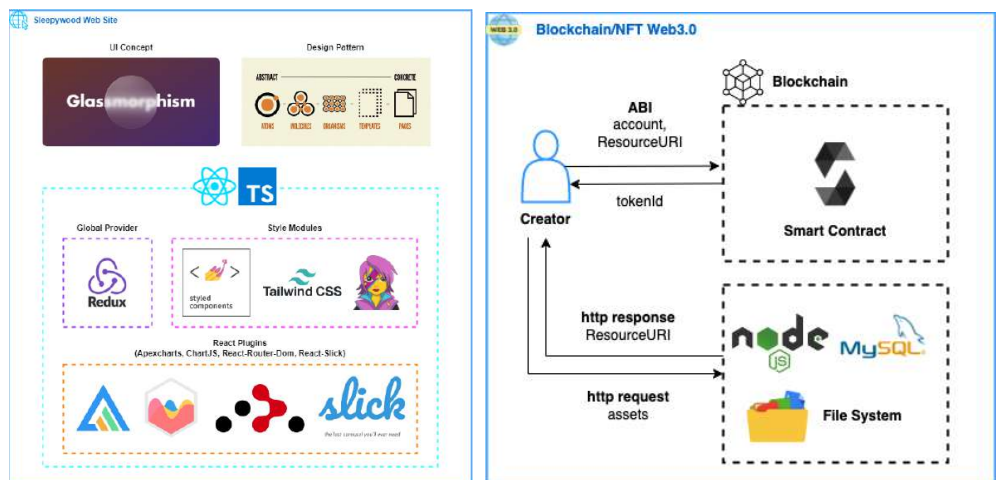 Sleepywood Web Site
UI Concept
Design Pattern
Glassmorphism
ABSTRACT
CONCRETE
ATOMS
MOLECULES
ORGANISMS
TEMPLATES
PAGES
TS
Global Provider
Style Modules
Redux
< >
styled
components
Tailwind CSS
React Plugins
(Apexcharts, ChartJS, React-Router-Dom, React-Slick)
slick
the last carousel you'll ever need
WEB 3.0
Blockchain/NFT Web3.0
Blockchain
ABI
account,
ResourceURI
tokenId
Creator
Smart Contract
http response
ResourceURI
node
JS
MySQL
http request
assets
File System